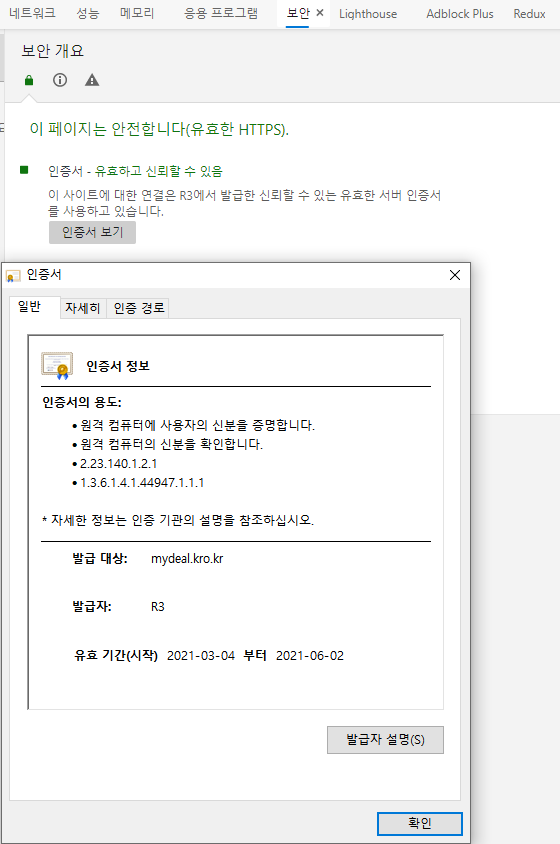 네트워크 성능 메모리 응용 프로그램 보안 × Lighthouse Adblock Plus Redux
보안 개요
이 페이지는 안전합니다(유효한 HTTPS).
인증서 - 유효하고 신뢰할 수 있음
이 사이트에 대한 연결은 R3에서 발급한 신뢰할 수 있는 유효한 서버 인증서
를 사용하고 있습니다.
인증서 보기
인증서
일반 자세히 인증 경로
인증서 정보
인증서의 용도:
• 원격 컴퓨터에 사용자의 신분을 증명합니다.
• 원격 컴퓨터의 신분을 확인합니다.
• 2.23.140.1.2.1
• 1.3.6.1.4.1.44947.1.1.1
* 자세한 정보는 인증 기관의 설명을 참조하십시오.
발급 대상: mydeal.kro.kr
발급자: R3
유효 기간(시작) 2021-03-04 부터 2021-06-02
발급자 설명(S)
확인